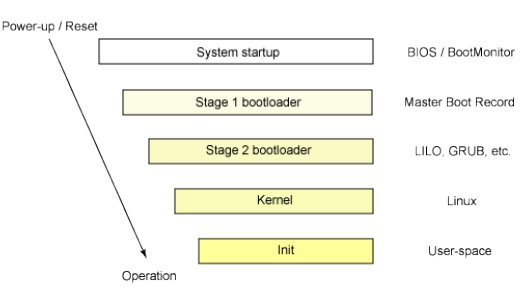 Power-up / Reset
System startup
BIOS / BootMonitor
Stage 1 bootloader
Master Boot Record
Stage 2 bootloader
LILO, GRUB, etc.
Kernel
Linux
Init
User-space
Operation